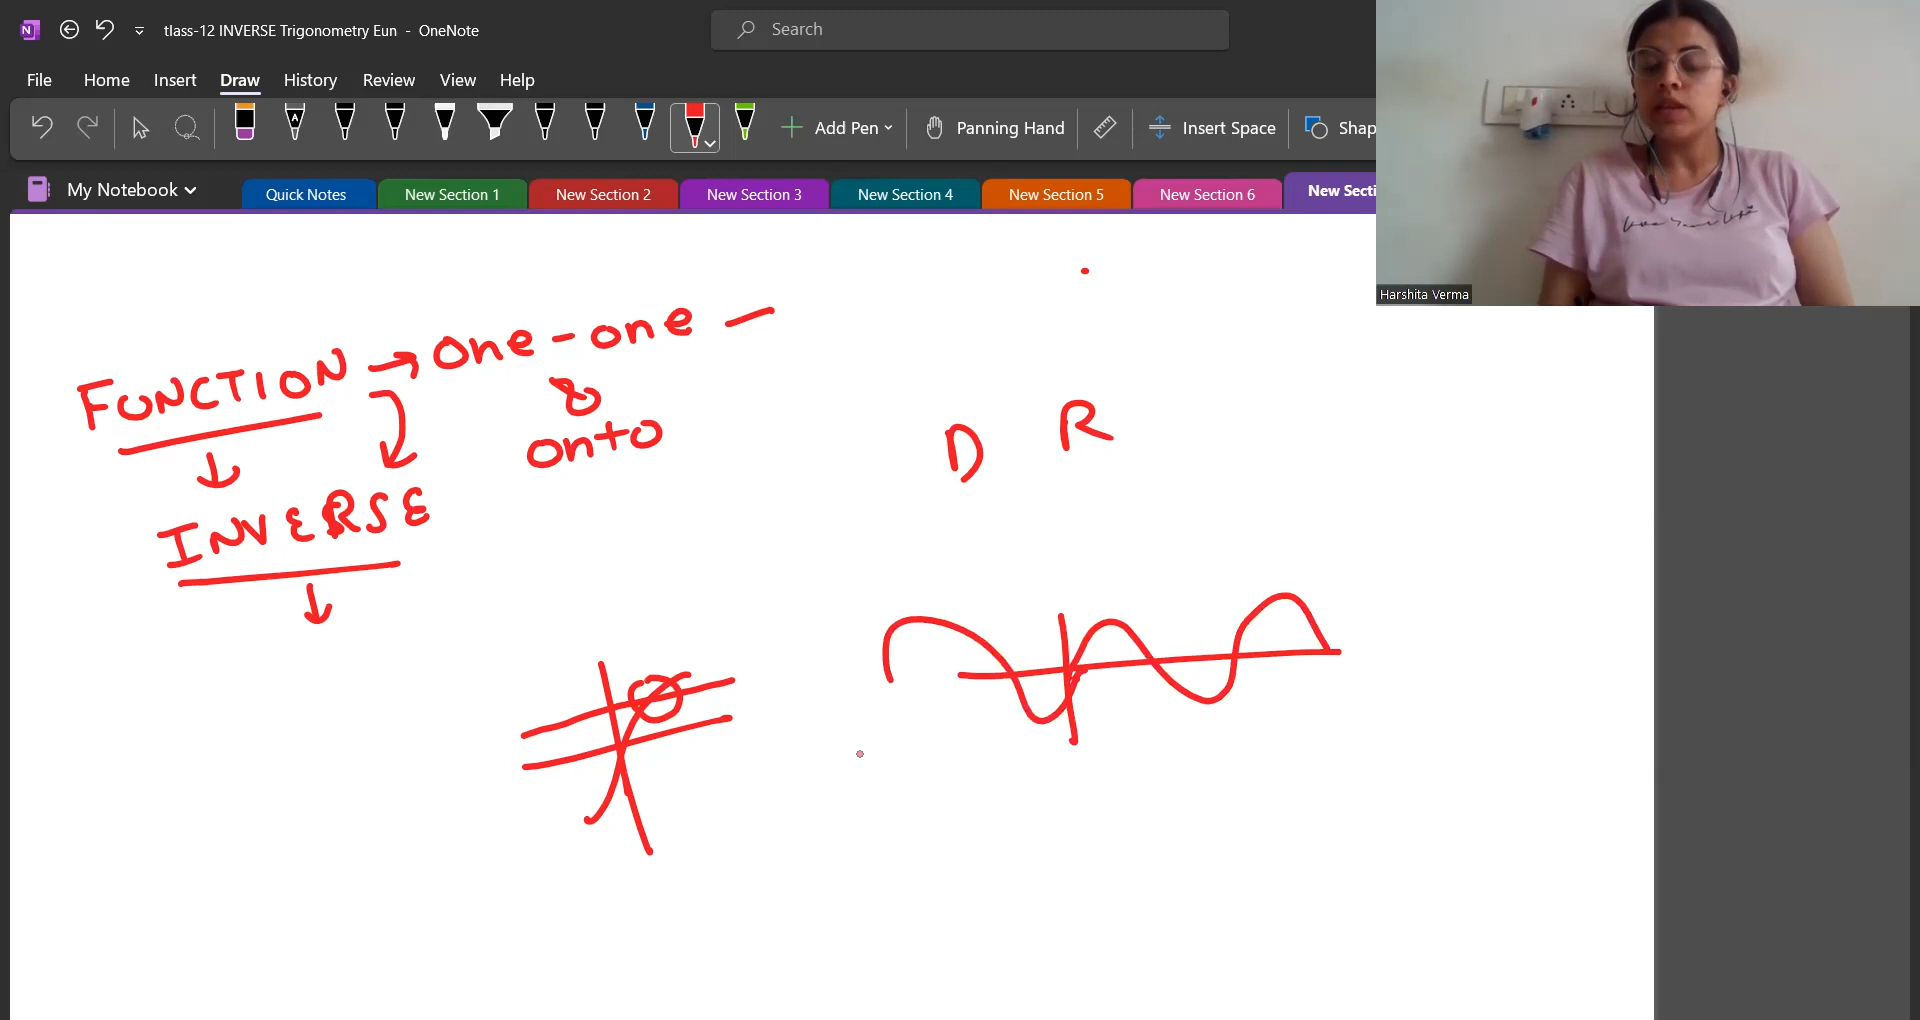 tlass-12 INVERSE Trigonometry Eun - OneNote
Search
File Home Insert Draw History Review View Help
A
Add Pen Panning Hand Insert Space Shap
My Notebook Quick Notes New Section 1 New Section 2 New Section 3 New Section 4 New Section 5 New Section 6 New Secti
Harshita Verma
FUNCTION → one-one -
&
onto
D R
INVERSE